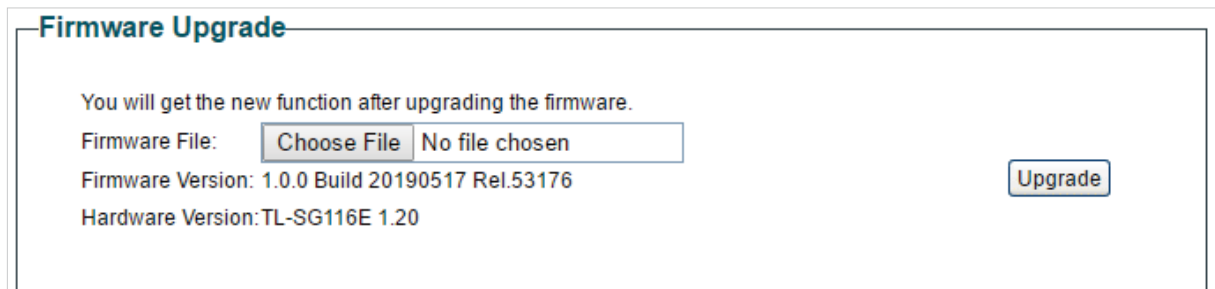 Firmware Upgrade
You will get the new function after upgrading the firmware.
Firmware File: Choose File No file chosen
Firmware Version: 1.0.0 Build 20190517 Rel.53176
Upgrade
Hardware Version:TL-SG116E 1.20